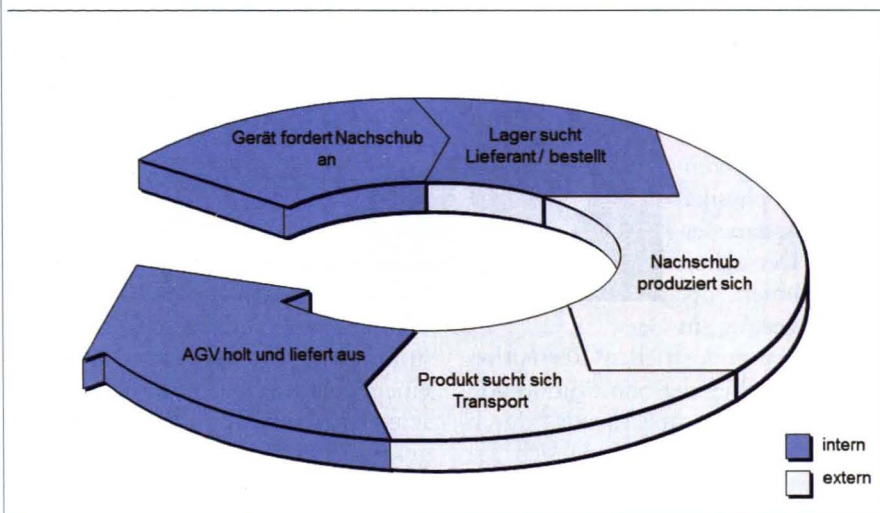 Gerät fordert Nachschub
an
Lager sucht
Lieferant / bestellt
Nachschub
produziert sich
Produkt sucht sich
Transport
AGV holt und liefert aus
intern
extern